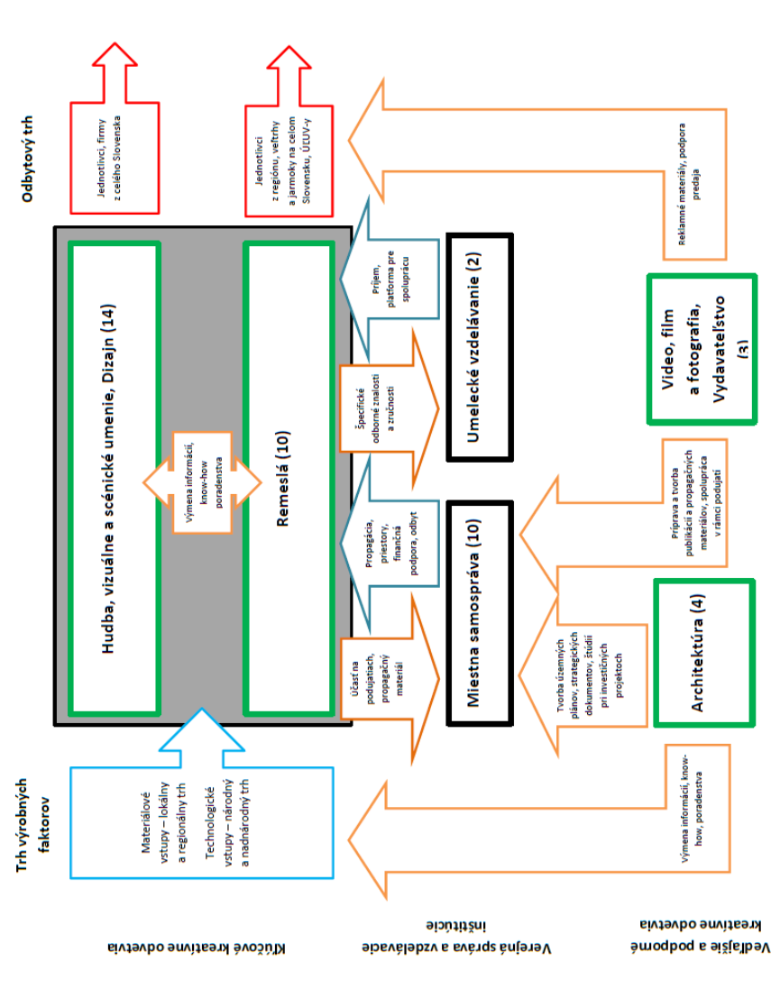 Trh výrobných
faktorov
Odbytový trh
Kľúčové kreatívne odvetvia
Materiálové
vstupy – lokálny
a regionálny trh
Technologické
vstupy – národný
a nadnárodný trh
Hudba, vizuálne a scénické umenie, Dizajn (14)
Jednotlivci, firmy
z celého Slovenska
Výmena informácií,
know-how
poradenstva
Remeslá (10)
Jednotlivci
z regiónu, veľtrhy
a jarmoky na celom
Slovensku, ÚĽUV-y
Účasť na
podujatiach,
propagačný
materiál
Propagácia,
priestory,
finančná
podpora, odbyt
Špecifické
odborné znalosti
a zručnosti
Príjem,
platforma pre
spoluprácu
Verejná a správa a vzdelávacie
inštitúcie
Miestna samospráva (10)
Umelecké vzdelávanie (2)
Tvorba územných
plánov, strategických
dokumentov, štúdií
pri investičných
projektoch
Príprava a tvorba
publikácií a propagačných
materiálov, spolupráca
v rámci podujatí
Vedľajšie a podporné
kreatívne odvetvia
Výmena informácií, know-
how, poradenstva
Architektúra (4)
Video, film
a fotografia,
Vydavateľstvo
(3)
Reklamné materiály, podpora
predaja